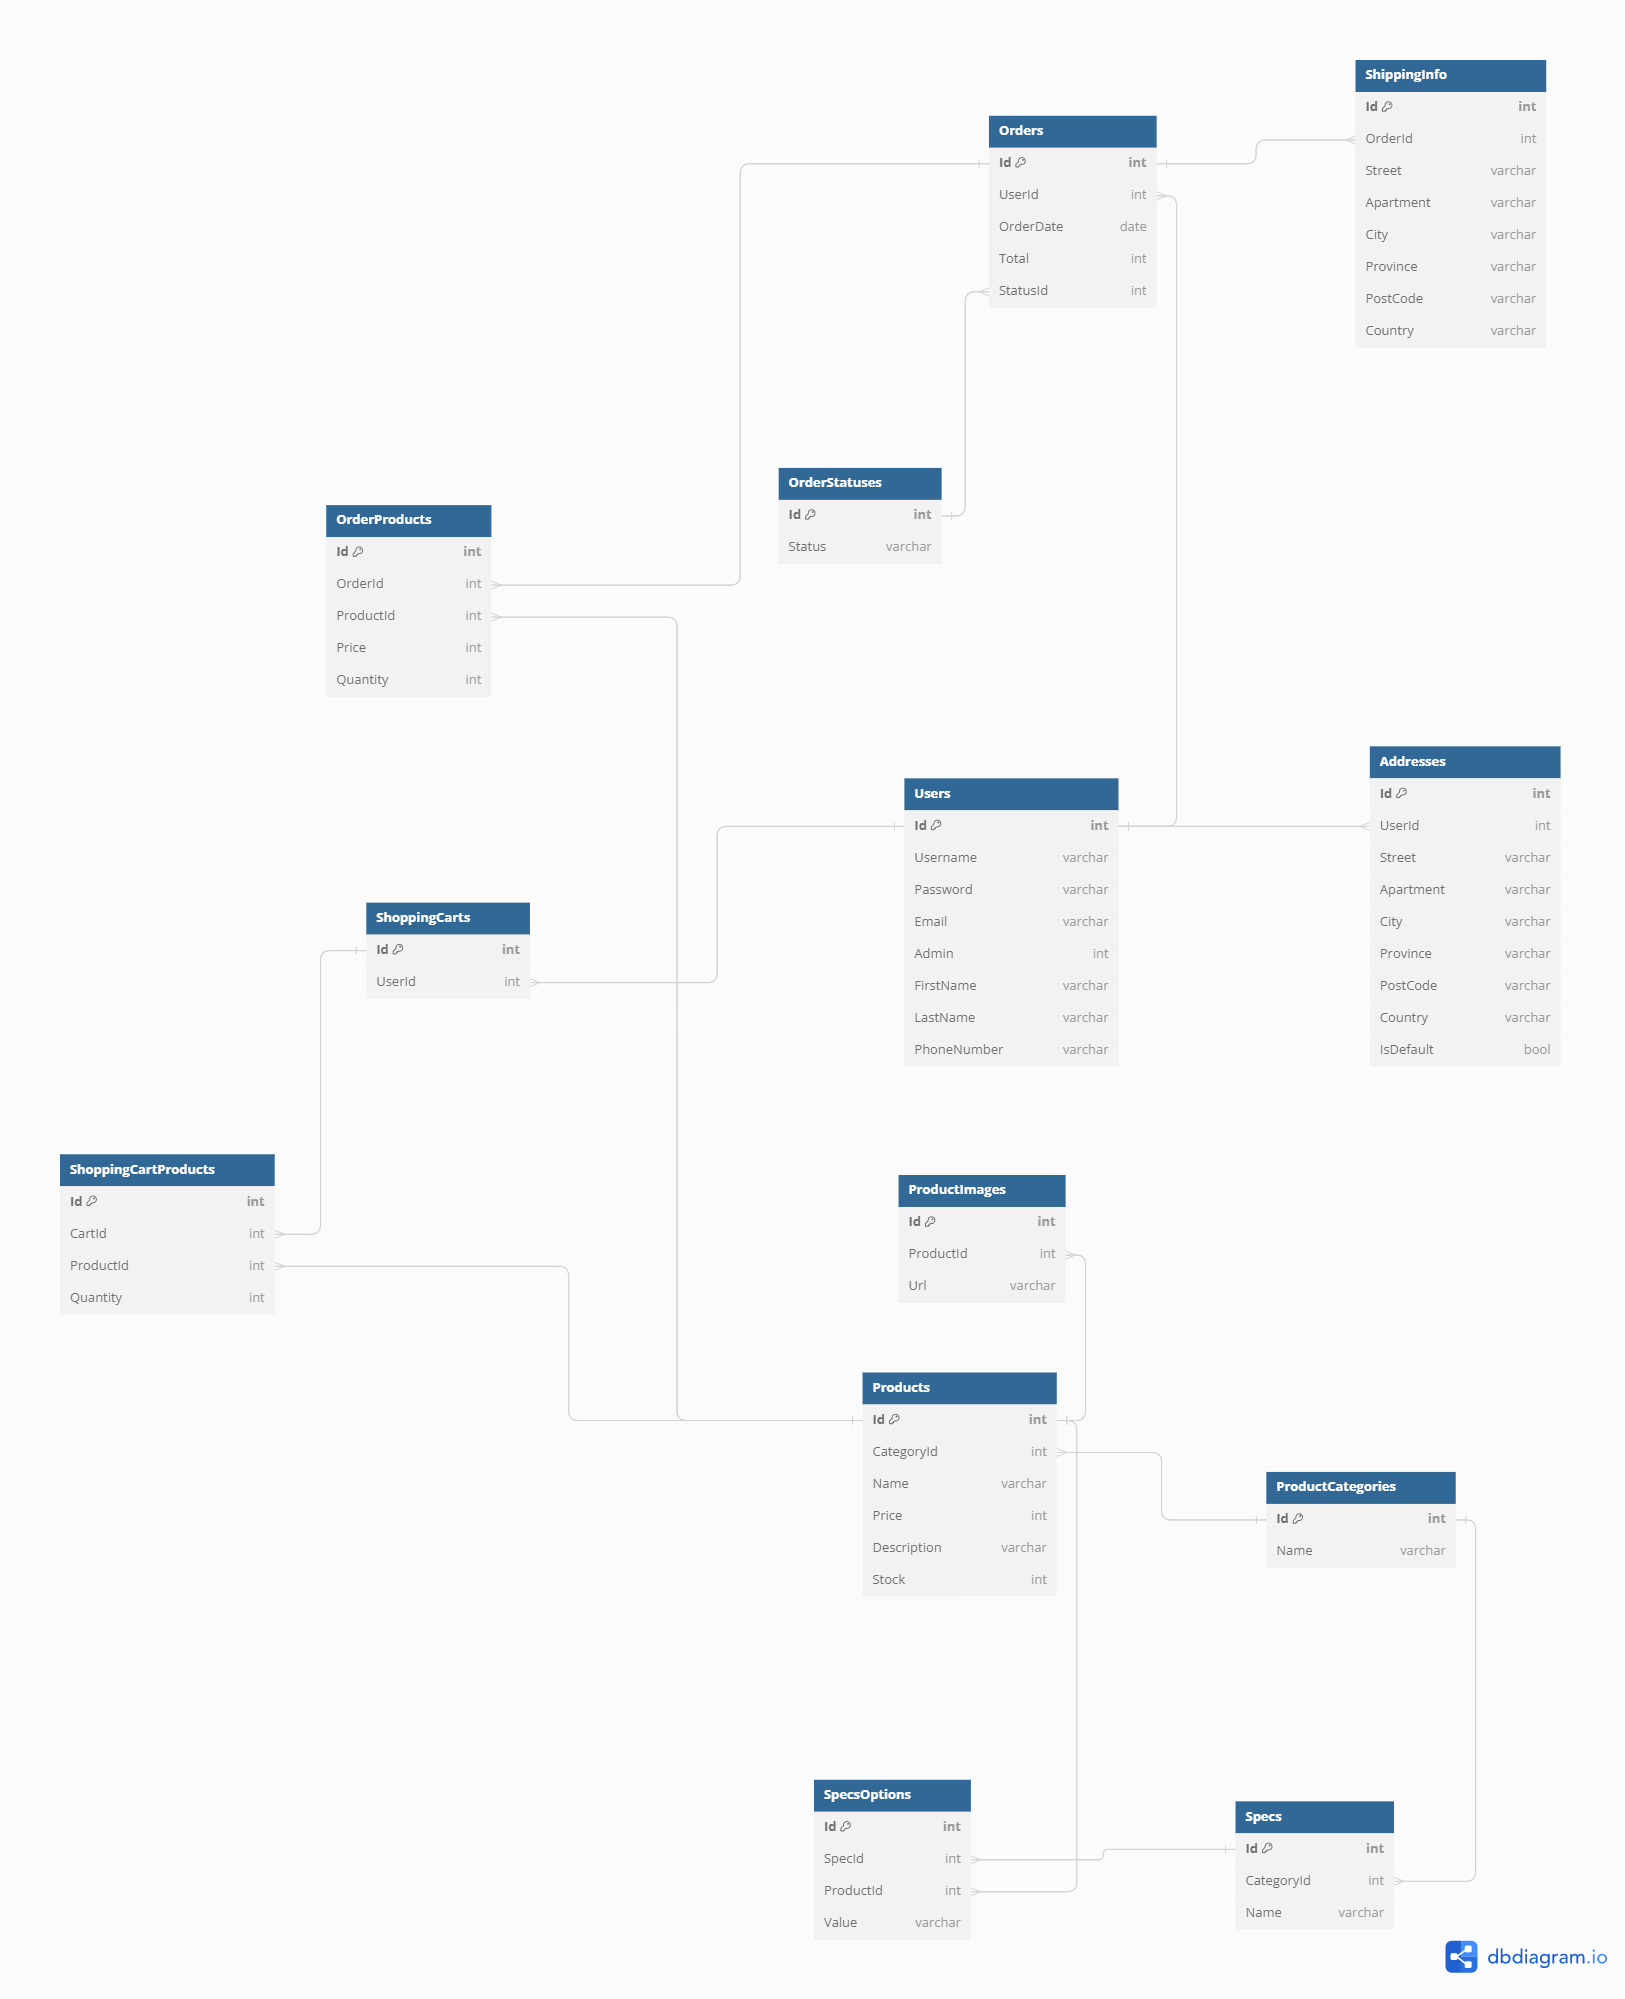 ShippingInfo
Id int
OrderId int
Street varchar
Apartment varchar
City varchar
Province varchar
PostCode varchar
Country varchar
Orders
Id int
UserId int
OrderDate date
Total int
StatusId int
OrderStatuses
Id int
Status varchar
OrderProducts
Id int
OrderId int
ProductId int
Price int
Quantity int
Addresses
Id int
UserId int
Street varchar
Apartment varchar
City varchar
Province varchar
PostCode varchar
Country varchar
IsDefault bool
Users
Id int
Username varchar
Password varchar
Email varchar
Admin int
FirstName varchar
LastName varchar
PhoneNumber varchar
ShoppingCarts
Id int
UserId int
ShoppingCartProducts
Id int
CartId int
ProductId int
Quantity int
ProductImages
Id int
ProductId int
Url varchar
Products
Id int
CategoryId int
Name varchar
Price int
Description varchar
Stock int
ProductCategories
Id int
Name varchar
SpecsOptions
Id int
SpecId int
ProductId int
Value varchar
Specs
Id int
CategoryId int
Name varchar
dbdiagram.io